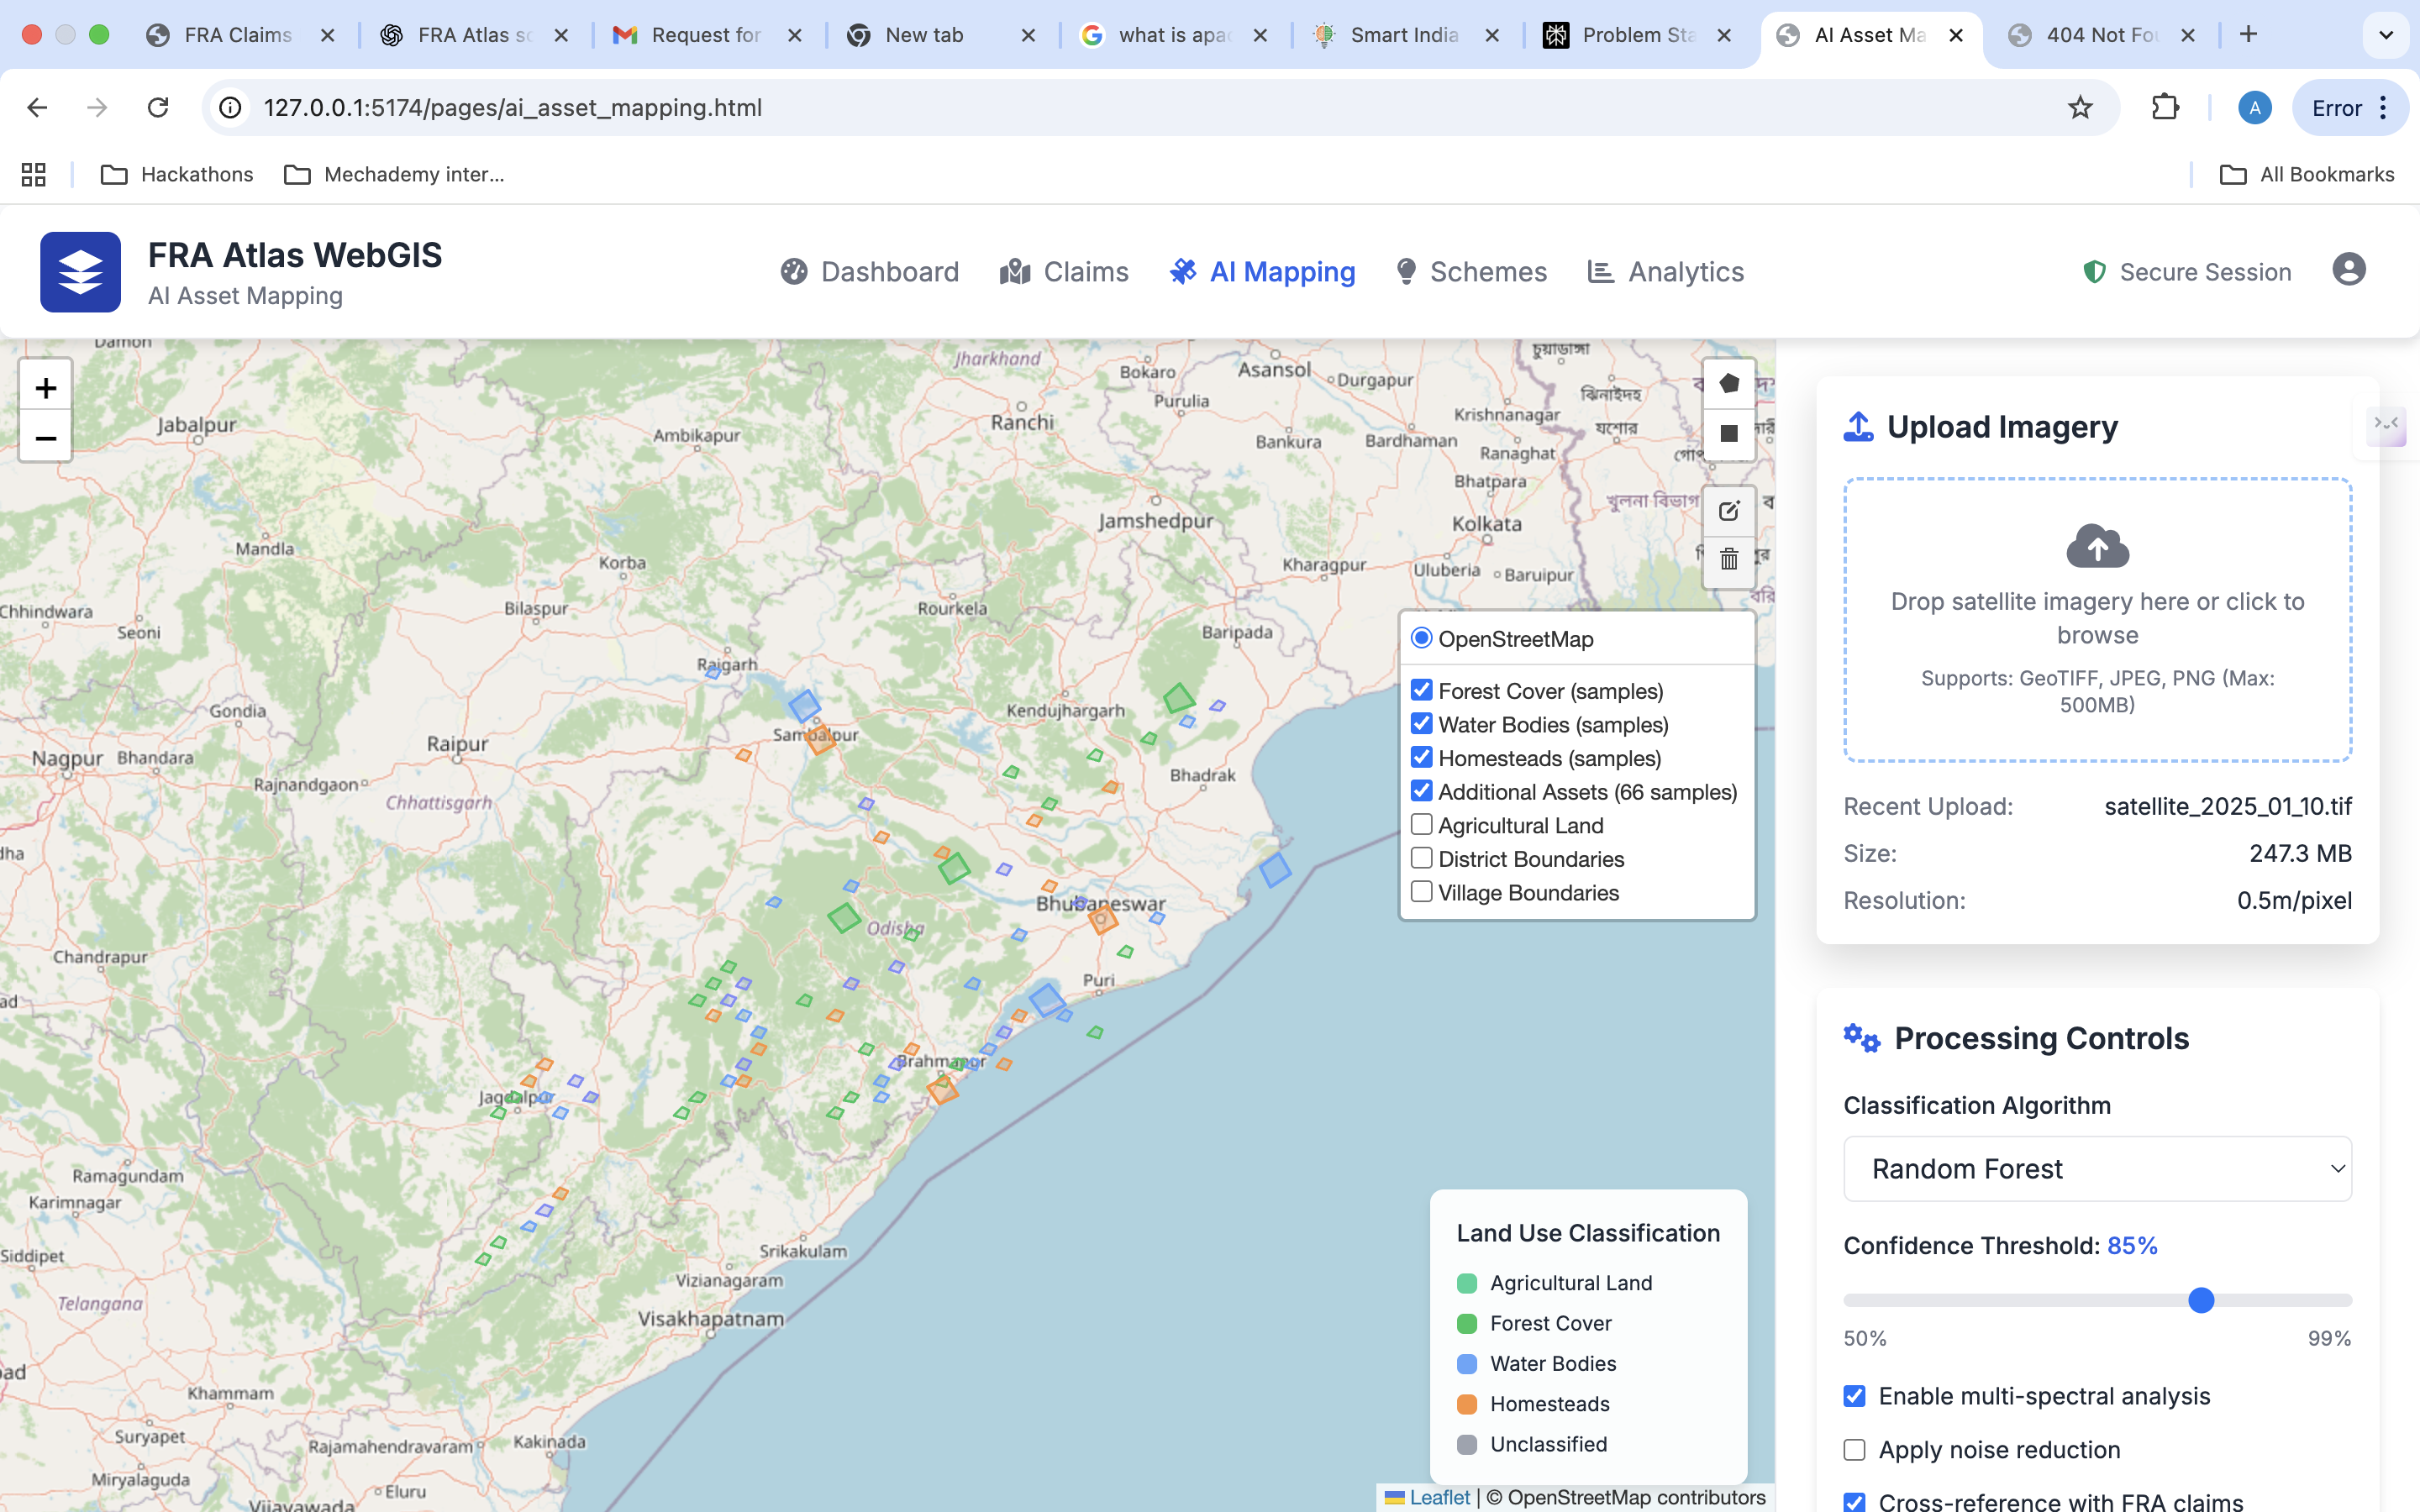 FRA Claims
FRA Atlas sc
Request for
New tab
what is apac
Smart India
Problem Sta
AI Asset Ma
404 Not Fou
127.0.0.1:5174/pages/ai_asset_mapping.html
A
Error
Hackathons
Mechademy inter...
All Bookmarks
FRA Atlas WebGIS
AI Asset Mapping
Dashboard
Claims
AI Mapping
Schemes
Analytics
Secure Session
+
−
Damoh
Jharkhand
Bokaro
Asansol
Durgapur
চুয়াডাঙ্গা
Jabalpur
Ranchi
Purulia
Krishnanagar
ঝিনাইদহ
Ambikapur
Bankura
Bardhaman
যশোর
Ranaghat
Bhatpara
Jamshedpur
Kolkata
খুলনা বিভাগ
Mandla
Korba
Kharagpur
Uluberia
Baruipur
Chhindwara
Seoni
Bilaspur
Rourkela
Baripada
Raigarh
Gondia
Kendujhargarh
Sambalpur
Nagpur
Bhandara
Raipur
Rajnandgaon
Chhattisgarh
Bhadrak
Bhubaneswar
Odisha
Chandrapur
Puri
Brahmapur
Jagdalpur
Ramagundam
Karimnagar
Siddipet
Srikakulam
Vizianagaram
Telangana
Visakhapatnam
Khammam
Suryapet
Rajamahendravaram
Kakinada
Miryalaguda
Eluru
Vijayawada
OpenStreetMap
Forest Cover (samples)
Water Bodies (samples)
Homesteads (samples)
Additional Assets (66 samples)
Agricultural Land
District Boundaries
Village Boundaries
Land Use Classification
Agricultural Land
Forest Cover
Water Bodies
Homesteads
Unclassified
Leaflet | © OpenStreetMap contributors
Upload Imagery
Drop satellite imagery here or click to
browse
Supports: GeoTIFF, JPEG, PNG (Max:
500MB)
Recent Upload: satellite_2025_01_10.tif
Size: 247.3 MB
Resolution: 0.5m/pixel
Processing Controls
Classification Algorithm
Random Forest
Confidence Threshold: 85%
50% 99%
Enable multi-spectral analysis
Apply noise reduction
Cross-reference with FRA claims